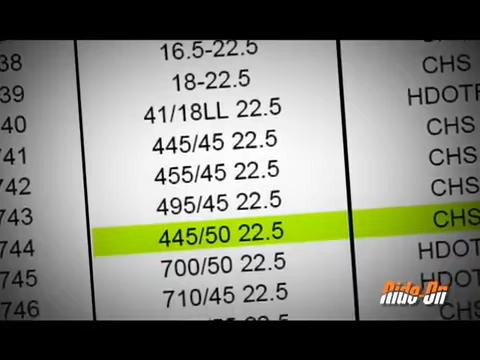 38 16.5-22.5
39 18-22.5 CHS
40 41/18LL 22.5 HDOTF
741 445/45 22.5 CHS
742 455/45 22.5 CHS
743 495/45 22.5 CHS
744 445/50 22.5 CHS
745 700/50 22.5 HDOT
746 710/45 22.5 HDOT
CHS
Ride-On